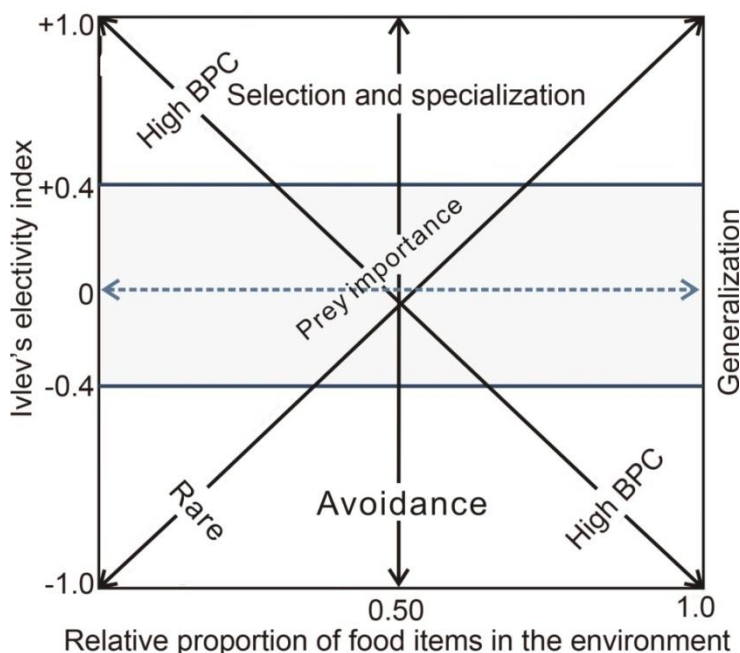 +1.0
High BPC
Selection and specialization
+0.4
Ivlev's electivity index
Prey importance
0
Generalization
-0.4
Rare
Avoidance
High BPC
-1.0
0.50
1.0
Relative proportion of food items in the environment